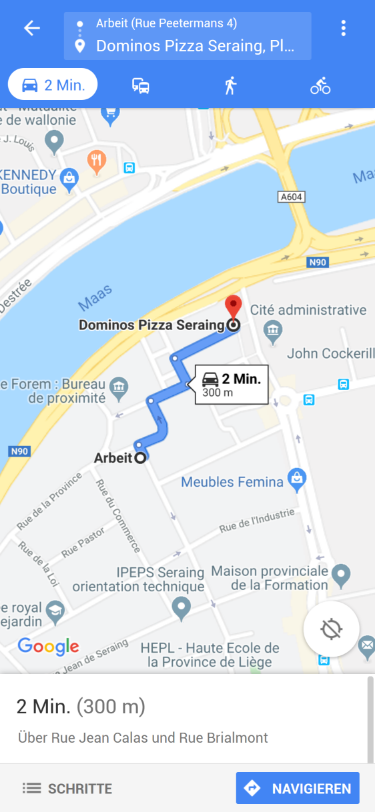 Arbeit (Rue Peetermans 4)
Dominos Pizza Seraing, Pl...
2 Min.
de wallonie
J. Louis
KENNEDY
Boutique
A604
Ma
N90
Destrée
Maas
Cité administrative
Dominos Pizza Seraing
John Cockerill
2 Min.
300 m
e Forem : Bureau
de proximité
N90
Arbeit
Meubles Femina
Rue de la Province
Rue du Commerce
Rue de l'Industrie
Rue Pastor
Rue de la Loi
IPEPS Seraing
orientation technique
Maison provinciale
de la Formation
e royal
ejardin
Google
Jean de Seraing
HEPL - Haute Ecole de
la Province de Liège
2 Min. (300 m)
Über Rue Jean Calas und Rue Brialmont
SCHRITTE
NAVIGIEREN